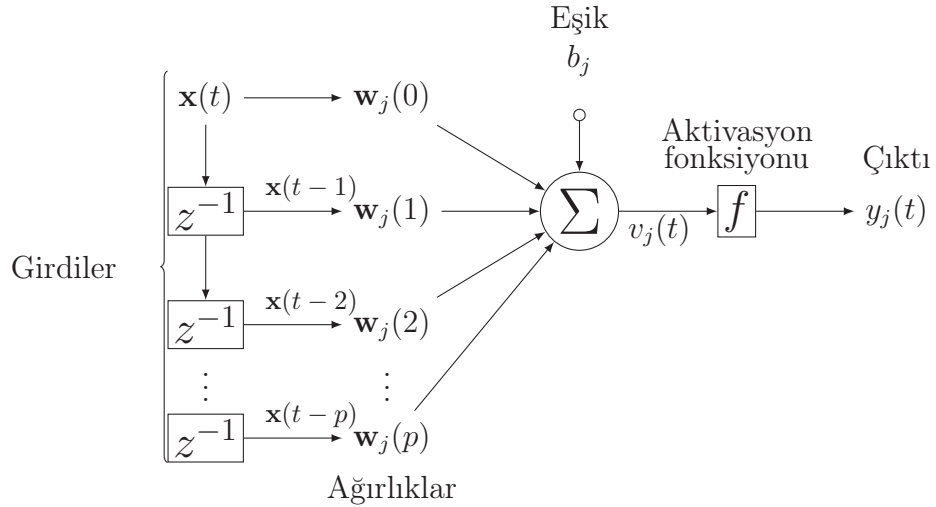 Eşik
b_j
x(t)
w_j(0)
Aktivasyon
fonksiyonu
Çıktı
z^{-1}
x(t − 1)
w_j(1)
Σ
v_j(t)
f
y_j(t)
Girdiler
z^{-1}
x(t − 2)
w_j(2)
⋮
⋮
z^{-1}
x(t − p)
w_j(p)
Ağırlıklar